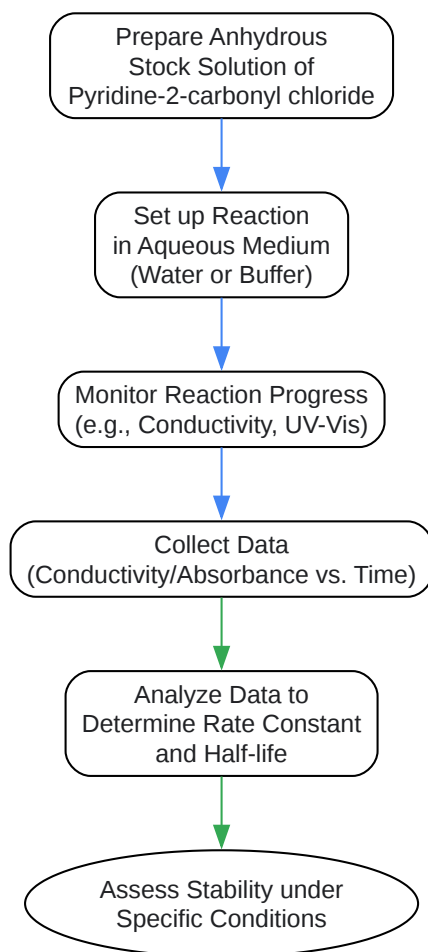 Prepare Anhydrous
Stock Solution of
Pyridine-2-carbonyl chloride
Set up Reaction
in Aqueous Medium
(Water or Buffer)
Monitor Reaction Progress
(e.g., Conductivity, UV-Vis)
Collect Data
(Conductivity/Absorbance vs. Time)
Analyze Data to
Determine Rate Constant
and Half-life
Assess Stability under
Specific Conditions